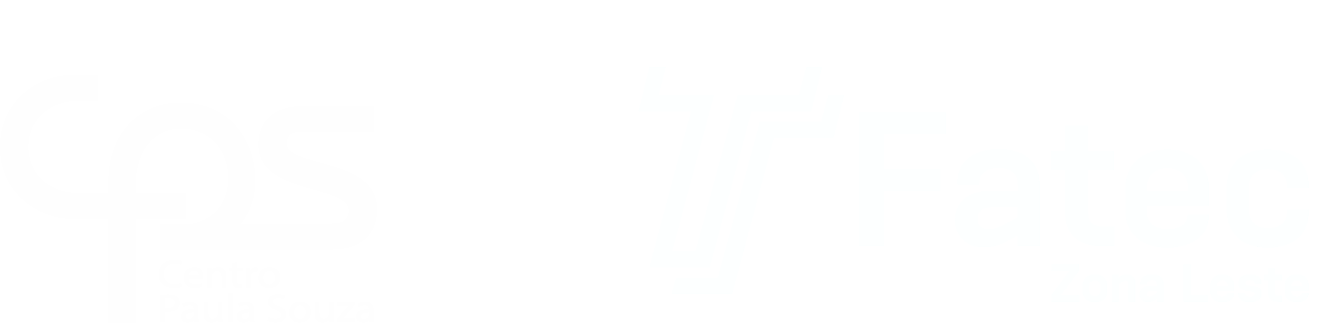 cps
Centro
Paula Souza
Fatec
Zona Leste